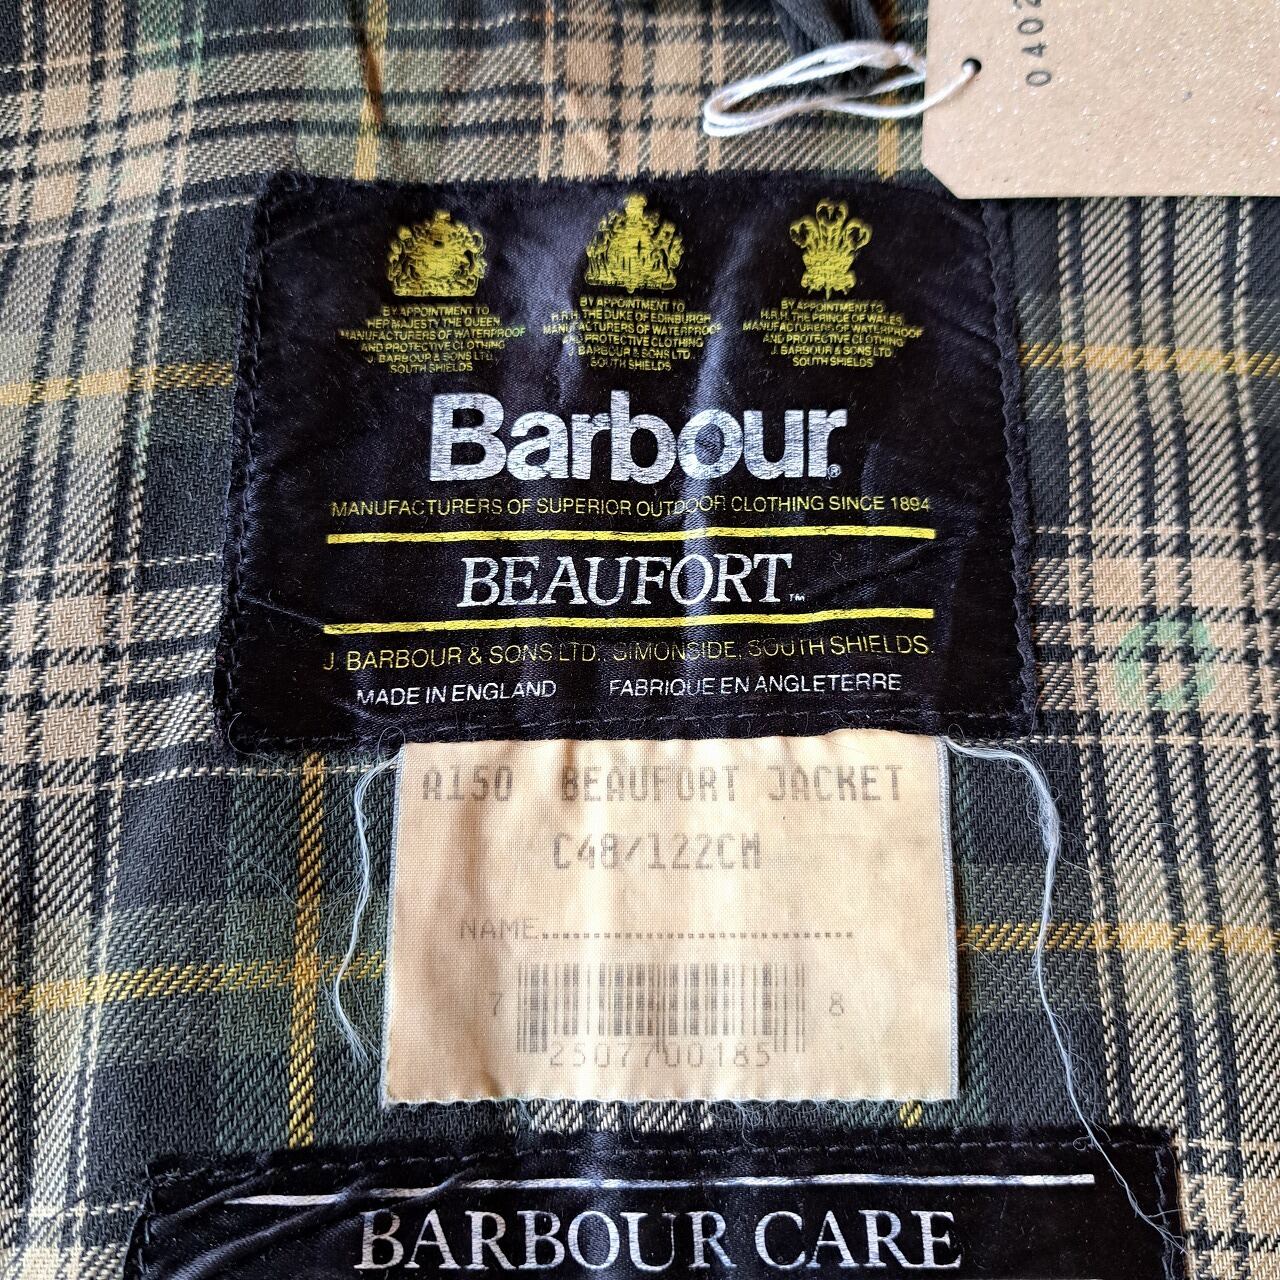 0402
BY APPOINTMENT TO
HER MAJESTY THE QUEEN
MANUFACTURERS OF WATERPROOF
AND PROTECTIVE CLOTHING
J. BARBOUR & SONS LTD.
SOUTH SHIELDS
BY APPOINTMENT TO
H.R.H. THE DUKE OF EDINBURGH
MANUFACTURERS OF WATERPROOF
AND PROTECTIVE CLOTHING
J. BARBOUR & SONS LTD.
SOUTH SHIELDS
BY APPOINTMENT TO
H.R.H. THE PRINCE OF WALES
MANUFACTURERS OF WATERPROOF
AND PROTECTIVE CLOTHING
J. BARBOUR & SONS LTD.
SOUTH SHIELDS
Barbour®
MANUFACTURERS OF SUPERIOR OUTDOOR CLOTHING SINCE 1894
BEAUFORT™
J. BARBOUR & SONS LTD., SIMONSIDE, SOUTH SHIELDS.
MADE IN ENGLAND FABRIQUE EN ANGLETERRE
A150 BEAUFORT JACKET
C48/122CM
NAME................................
7 2507700185 8
BARBOUR CARE